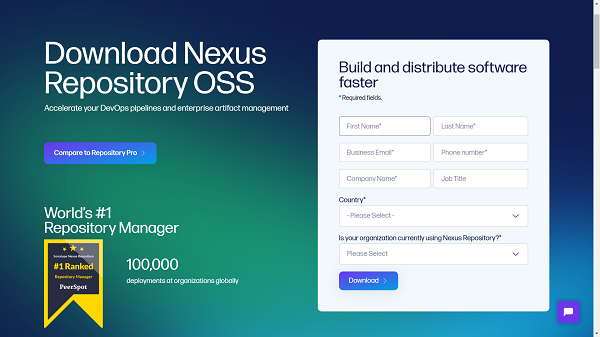 Download Nexus
Repository OSS
Accelerate your DevOps pipelines and enterprise artifact management
Compare to Repository Pro
World's #1
Repository Manager
Sonatype Nexus Repository
#1 Ranked
Repository Manager
PeerSpot
100,000
deployments at organizations globally
Build and distribute software
faster
* Required fields.
First Name*
Last Name*
Business Email*
Phone number*
Company Name*
Job Title
Country*
- Please Select -
Is your organization currently using Nexus Repository?*
Please Select
Download